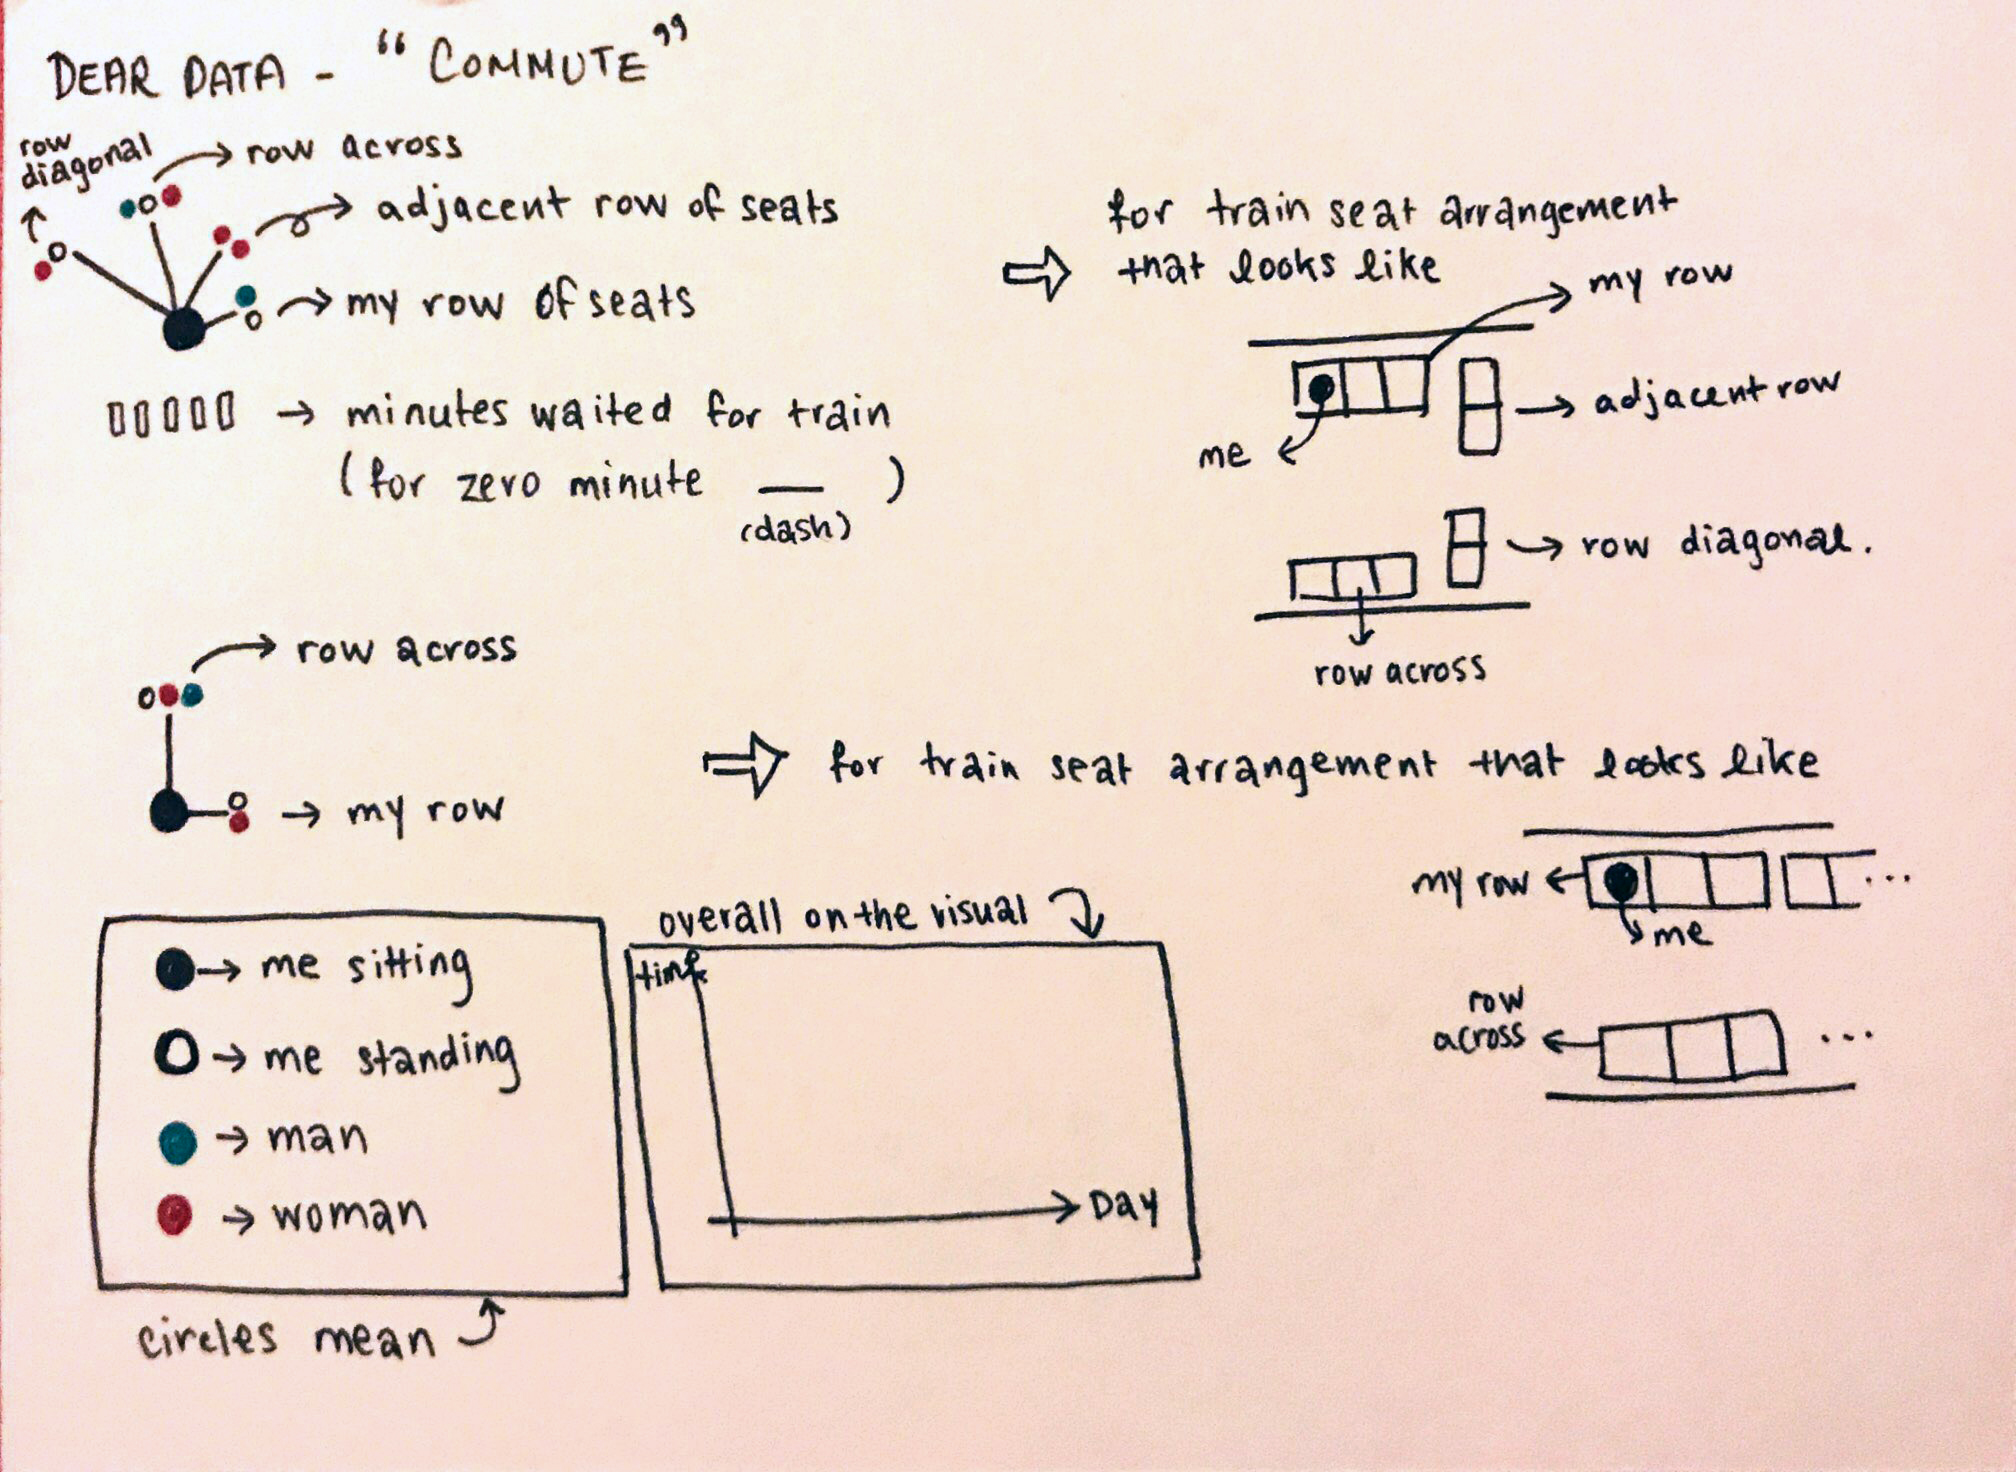 DEAR DATA - "COMMUTE"
row
diagonal
row across
adjacent row of seats
my row of seats
minutes waited for train
(for zero minute — )
(dash)
for train seat arrangement
that looks like
my row
adjacent row
me
row diagonal.
row across
row across
my row
for train seat arrangement that looks like
my row
me
row
across
...
...
me sitting
me standing
man
woman
circles mean
overall on the visual
time
Day